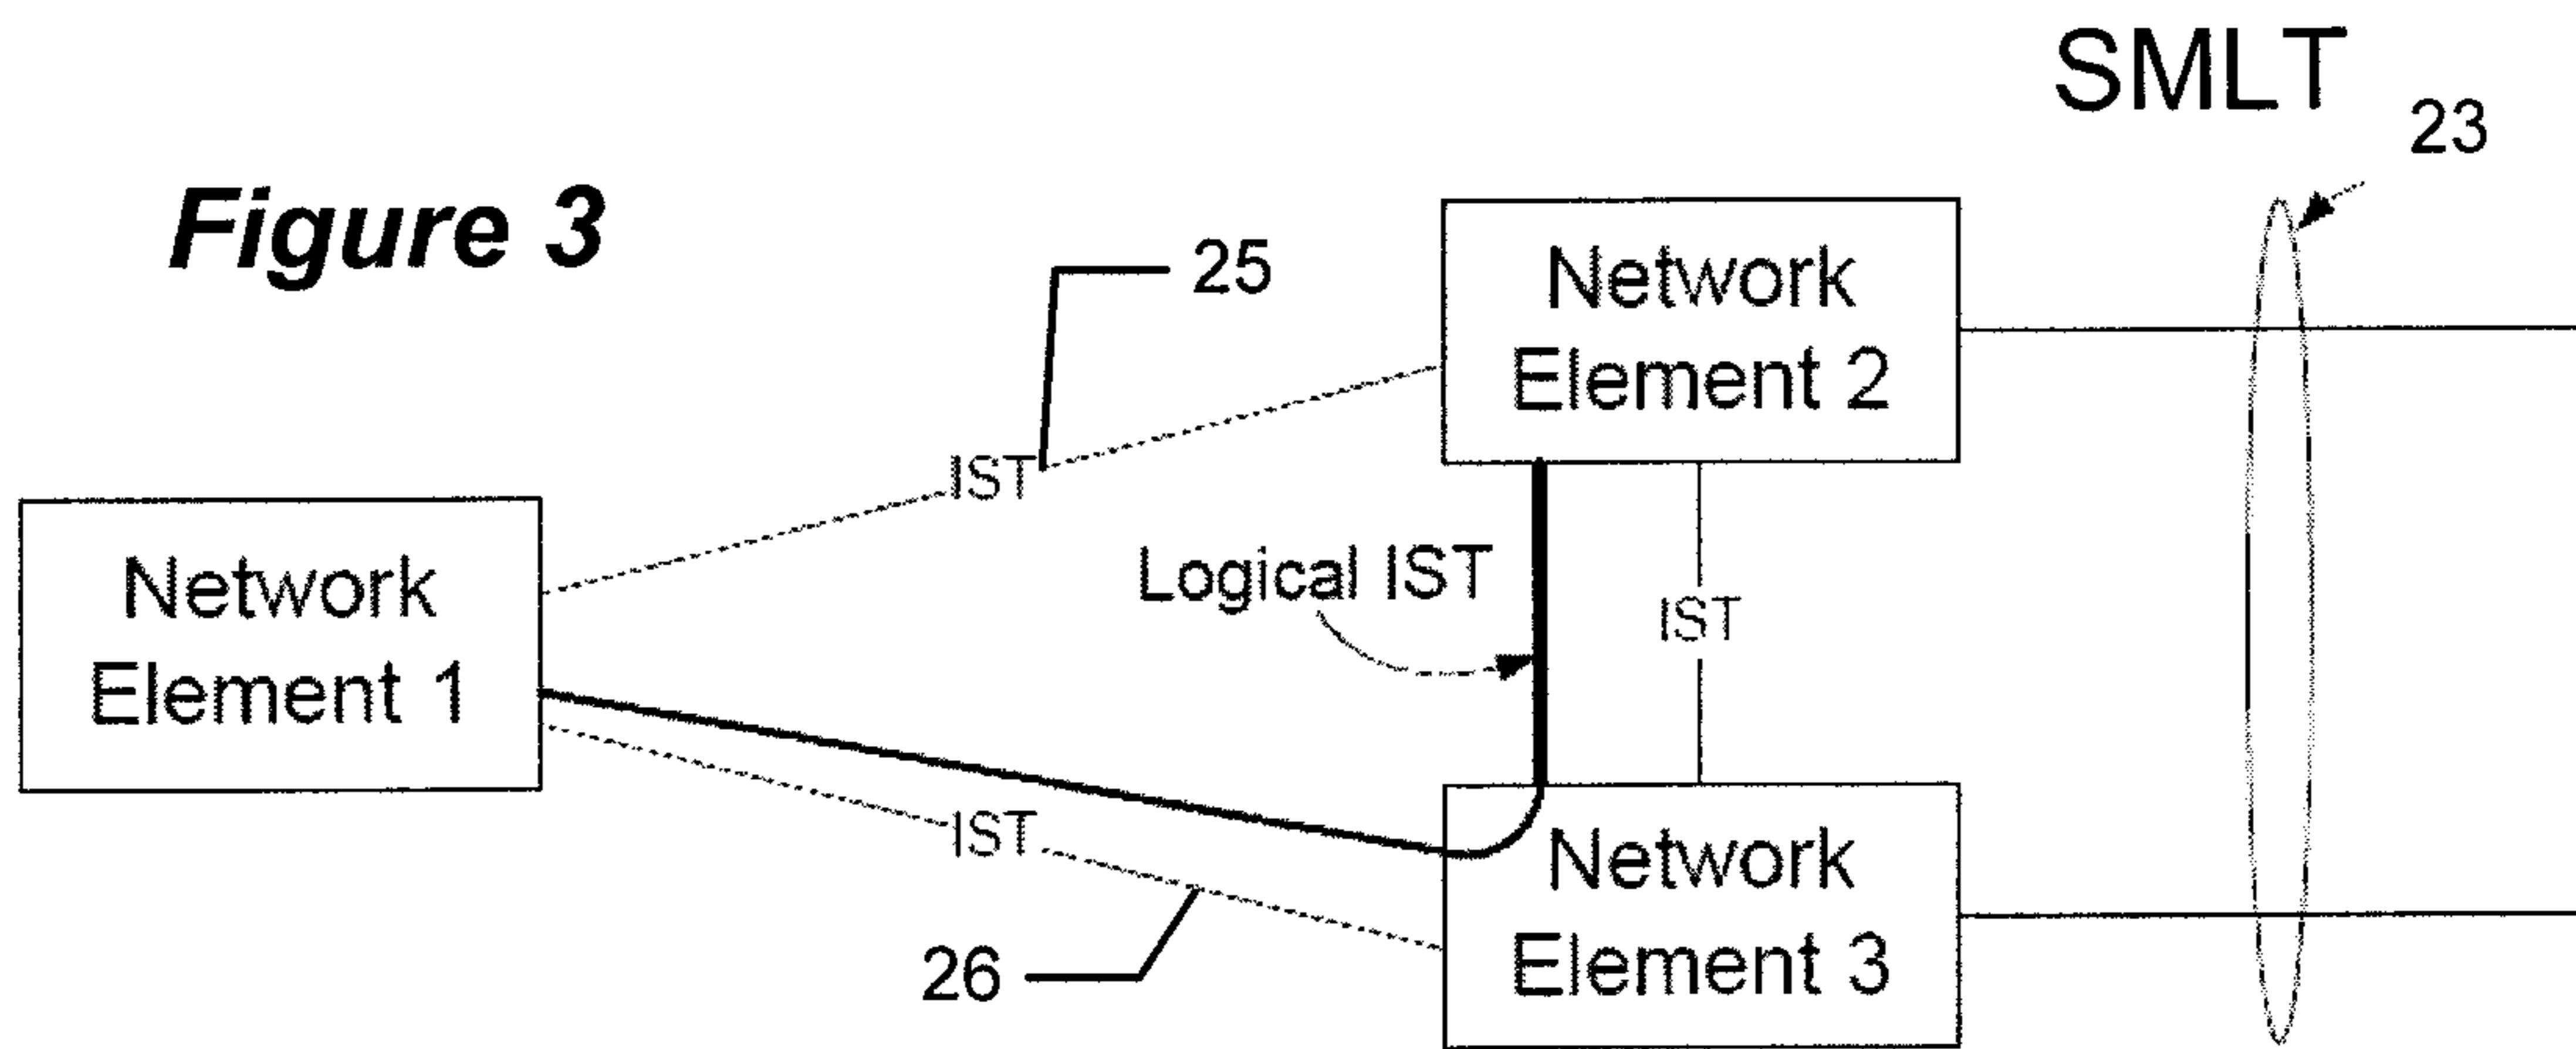 SMLT
23
Figure 3
25
Network
Element 2
IST
Network
Element 1
Logical IST
IST
IST
Network
Element 3
26